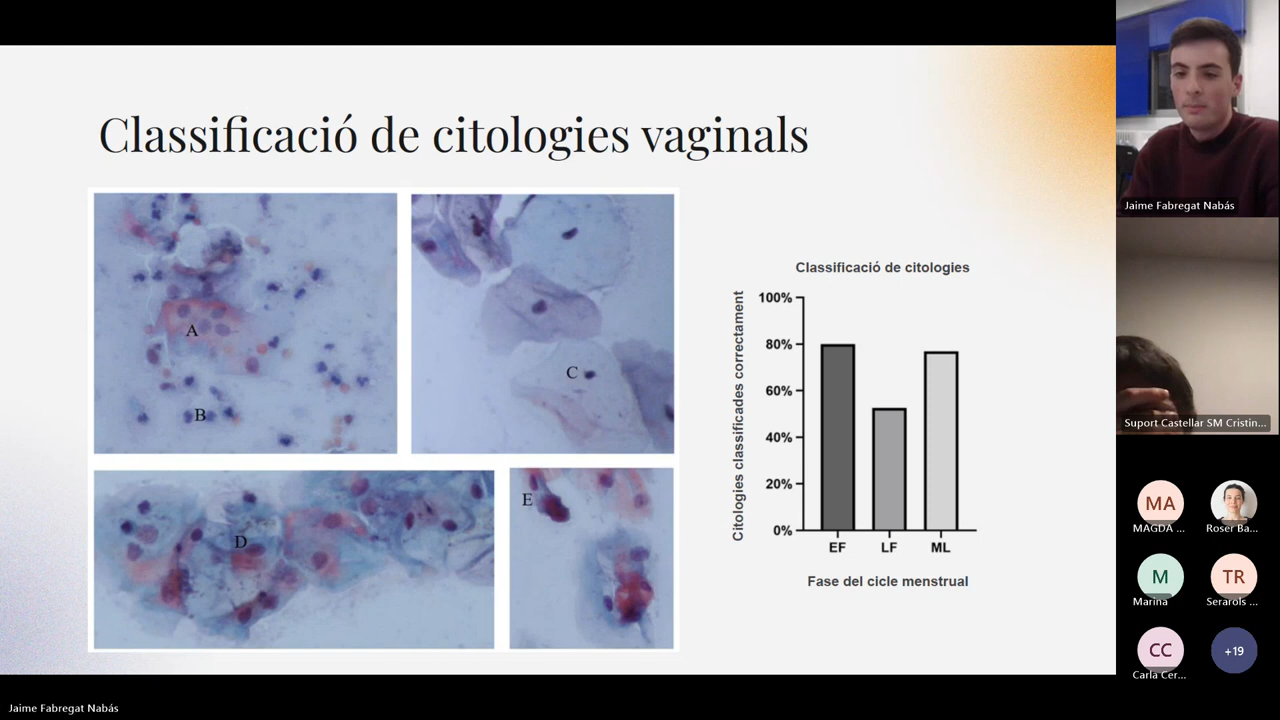 Classificació de citologies vaginals
A
B
C
D
E
Classificació de citologies
Citologies classificades correctament
100%
80%
60%
40%
20%
0%
EF LF ML
Fase del cicle menstrual
Jaime Fabregat Nabás
Suport Castellar SM Cristin...
MA
MAGDA ...
Roser Ba...
M
Marina
TR
Serarols ...
CC
Carla Cer...
+19
Jaime Fabregat Nabás